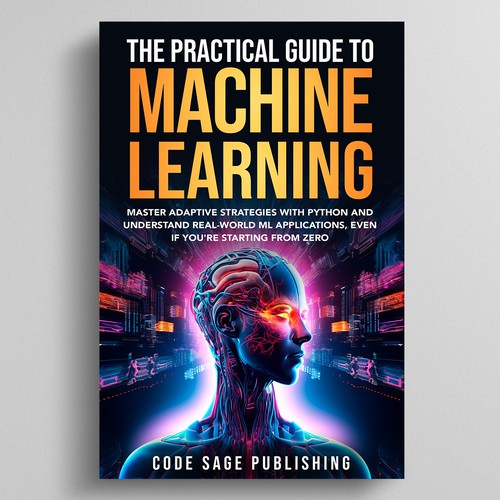 THE PRACTICAL GUIDE TO
MACHINE
LEARNING
MASTER ADAPTIVE STRATEGIES WITH PYTHON AND
UNDERSTAND REAL-WORLD ML APPLICATIONS, EVEN
IF YOU'RE STARTING FROM ZERO
CODE SAGE PUBLISHING